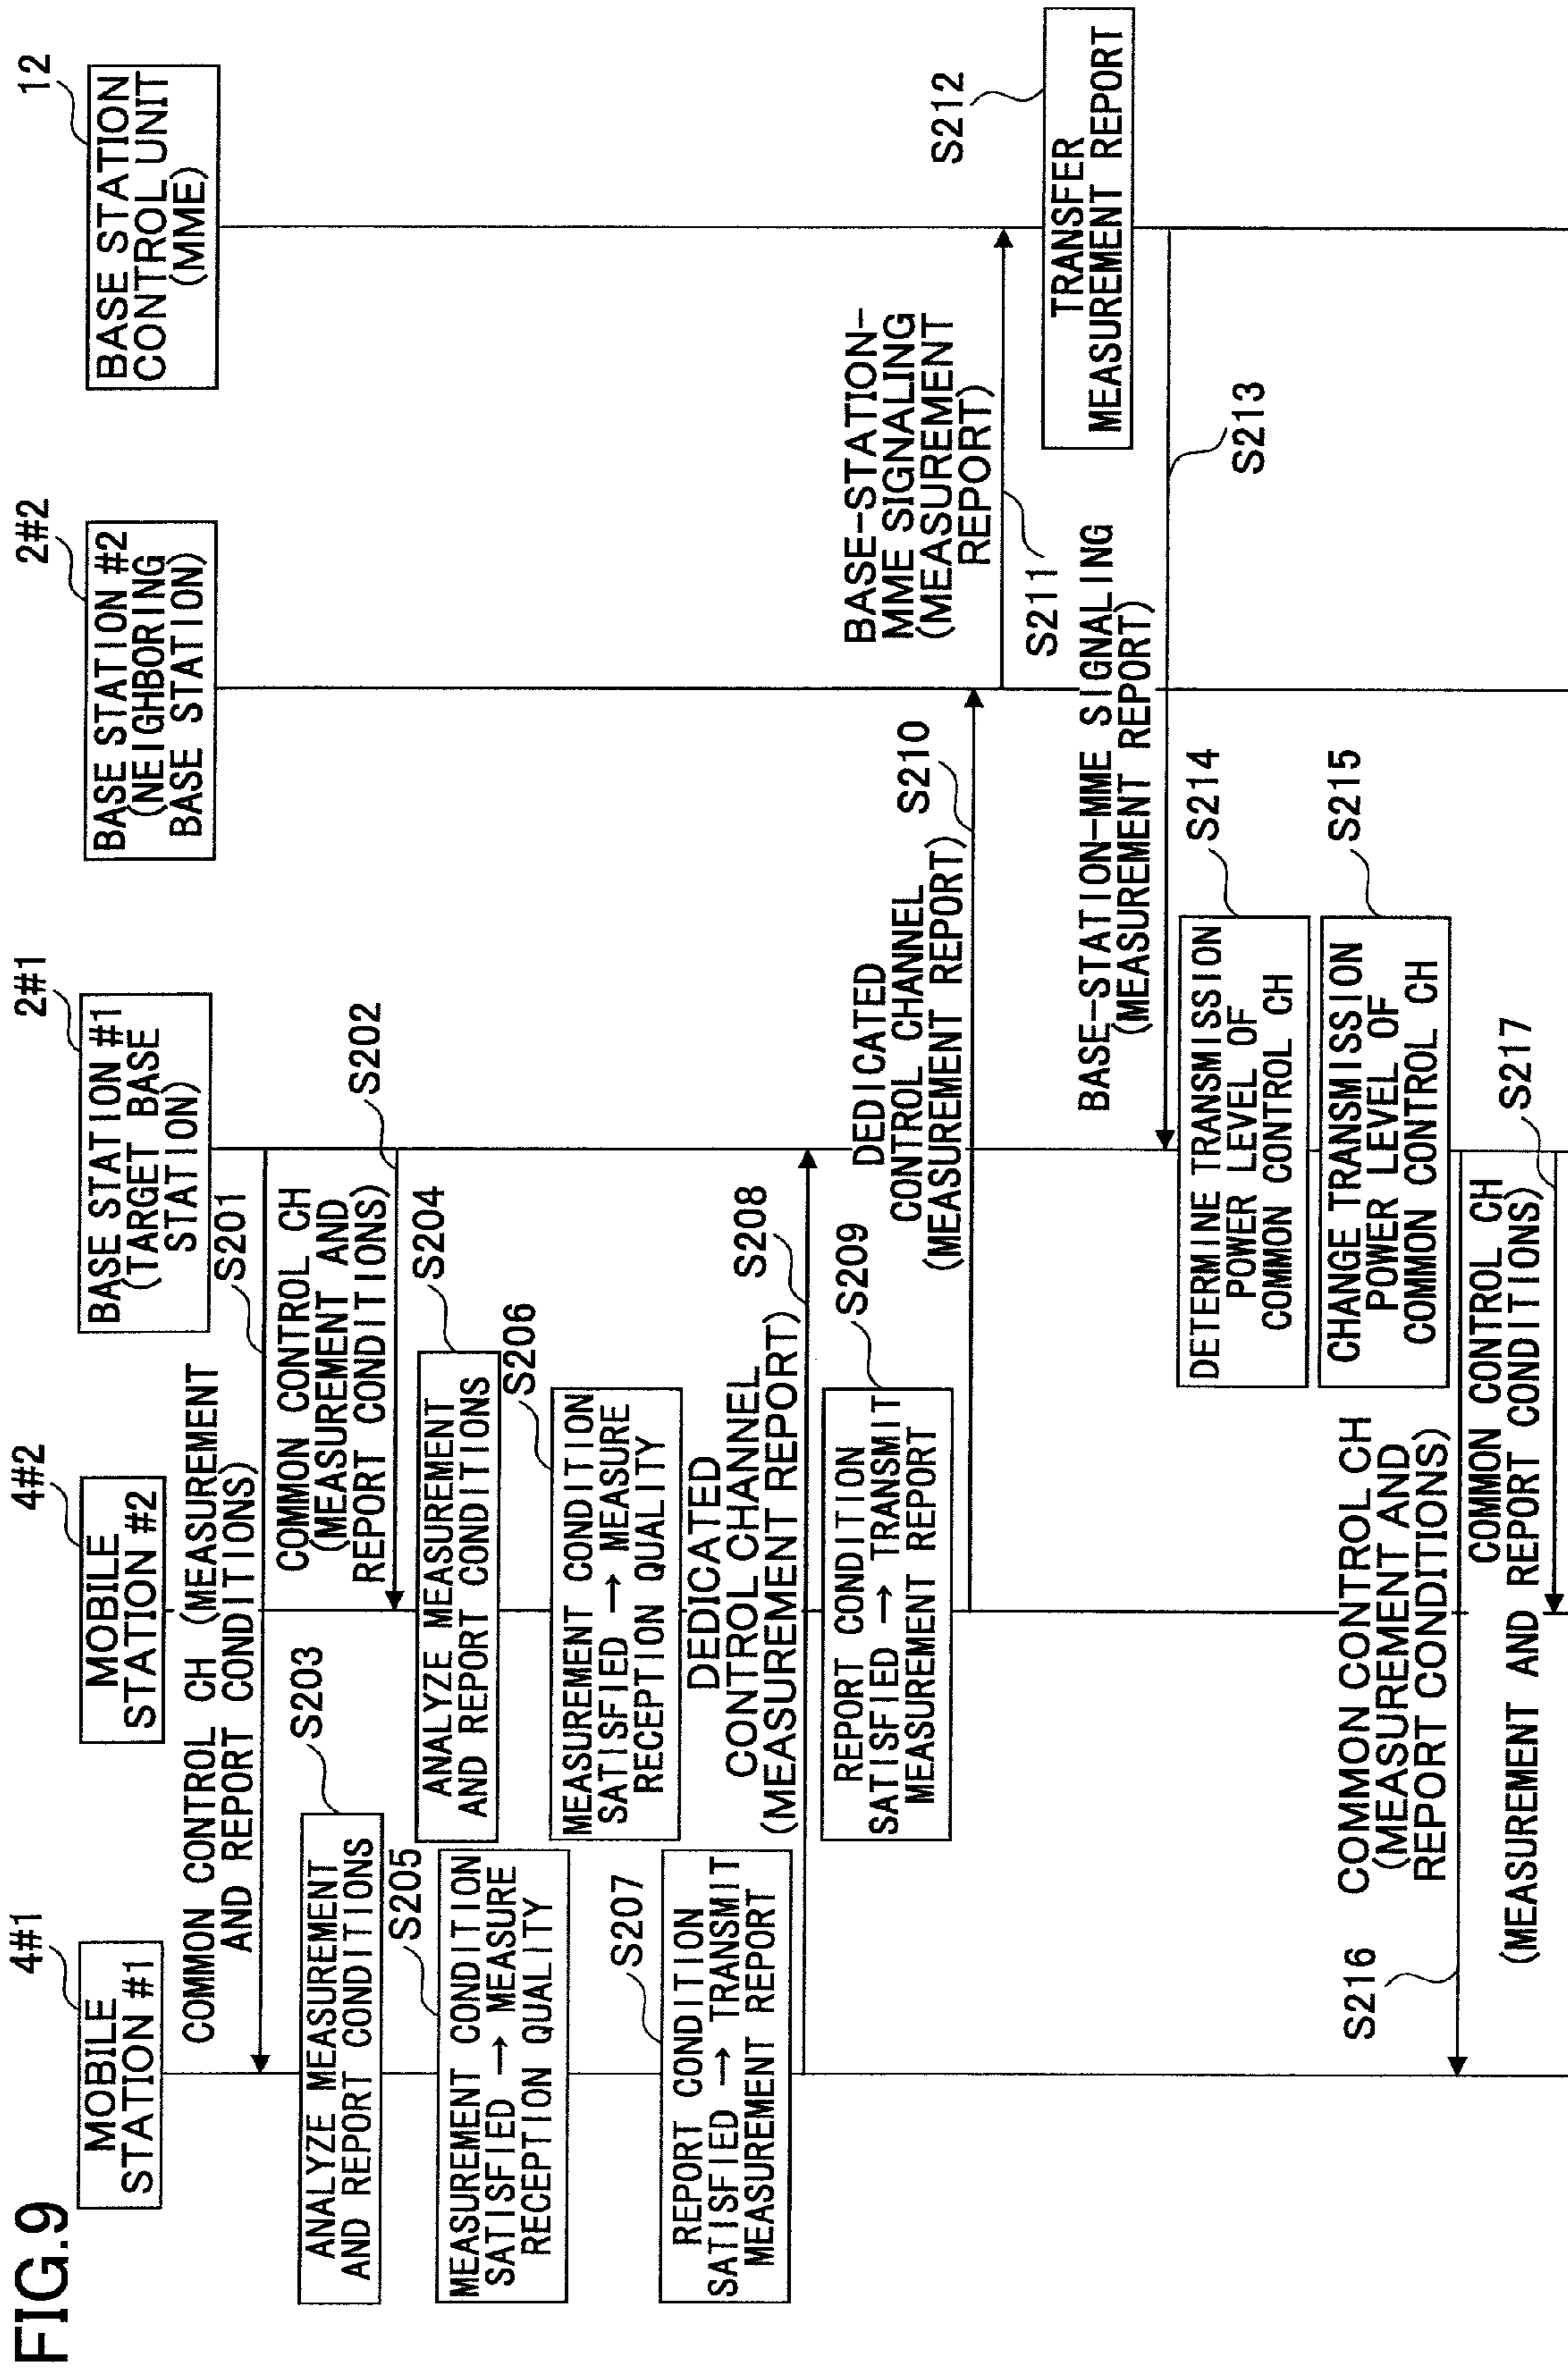 FIG.9
4#1
MOBILE
STATION #1
4#2
MOBILE
STATION #2
2#1
BASE STATION #1
(TARGET BASE
STATION)
2#2
BASE STATION #2
(NEIGHBORING
BASE STATION)
12
BASE STATION
CONTROL UNIT
(MME)
COMMON CONTROL CH (MEASUREMENT
AND REPORT CONDITIONS)
S201
COMMON CONTROL CH
(MEASUREMENT AND
REPORT CONDITIONS)
S202
S203
ANALYZE MEASUREMENT
AND REPORT CONDITIONS
S204
ANALYZE MEASUREMENT
AND REPORT CONDITIONS
S205
MEASUREMENT CONDITION
SATISFIED → MEASURE
RECEPTION QUALITY
S206
MEASUREMENT CONDITION
SATISFIED → MEASURE
RECEPTION QUALITY
S207
REPORT CONDITION
SATISFIED → TRANSMIT
MEASUREMENT REPORT
DEDICATED
CONTROL CHANNEL
(MEASUREMENT REPORT)
S208
S209
REPORT CONDITION
SATISFIED → TRANSMIT
MEASUREMENT REPORT
DEDICATED
CONTROL CHANNEL
(MEASUREMENT REPORT)
S210
BASE-STATION-
MME SIGNALING
(MEASUREMENT
REPORT)
S211
S212
TRANSFER
MEASUREMENT REPORT
BASE-STATION-MME SIGNALING
(MEASUREMENT REPORT)
S213
S214
DETERMINE TRANSMISSION
POWER LEVEL OF
COMMON CONTROL CH
S215
CHANGE TRANSMISSION
POWER LEVEL OF
COMMON CONTROL CH
S216
COMMON CONTROL CH
(MEASUREMENT AND
REPORT CONDITIONS)
COMMON CONTROL CH
(MEASUREMENT AND REPORT CONDITIONS)
S217